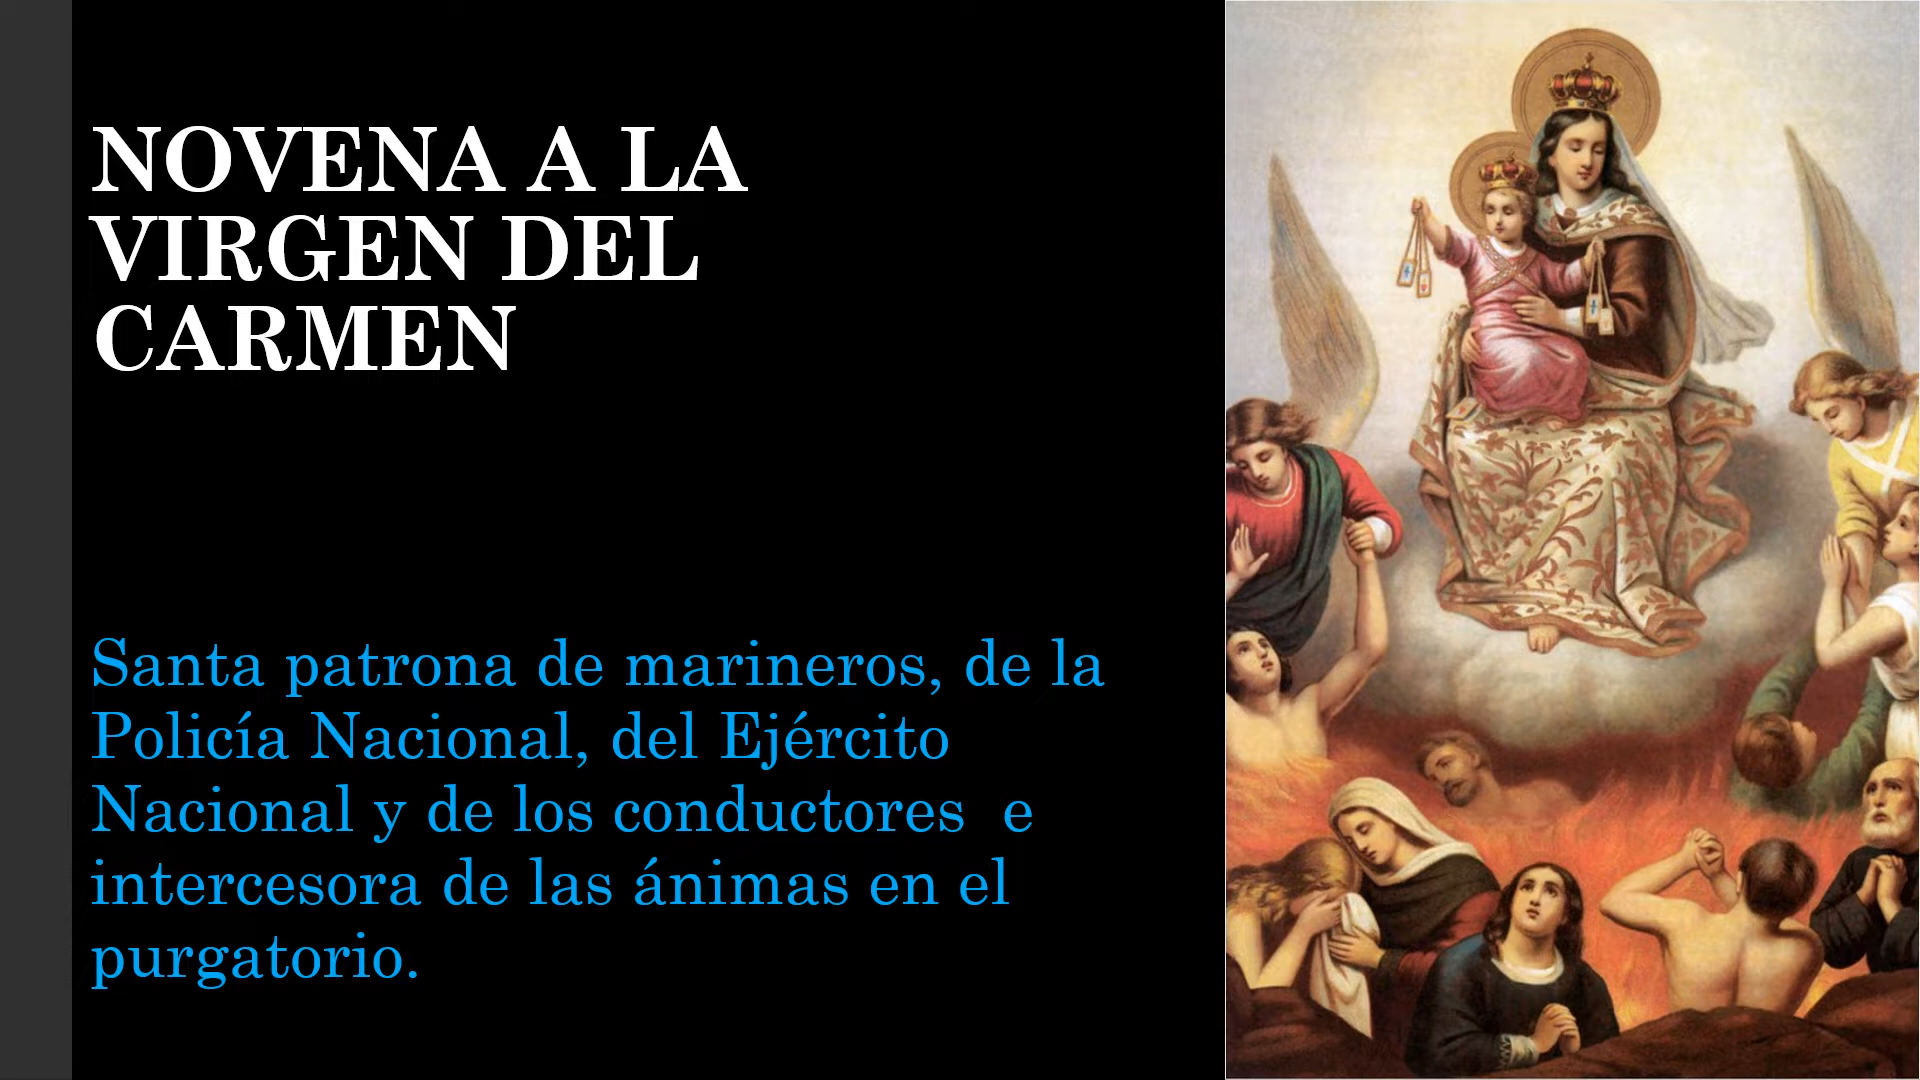 NOVENA A LA
VIRGEN DEL
CARMEN
Santa patrona de marineros, de la
Policía Nacional, del Ejército
Nacional y de los conductores  e
intercesora de las ánimas en el
purgatorio.